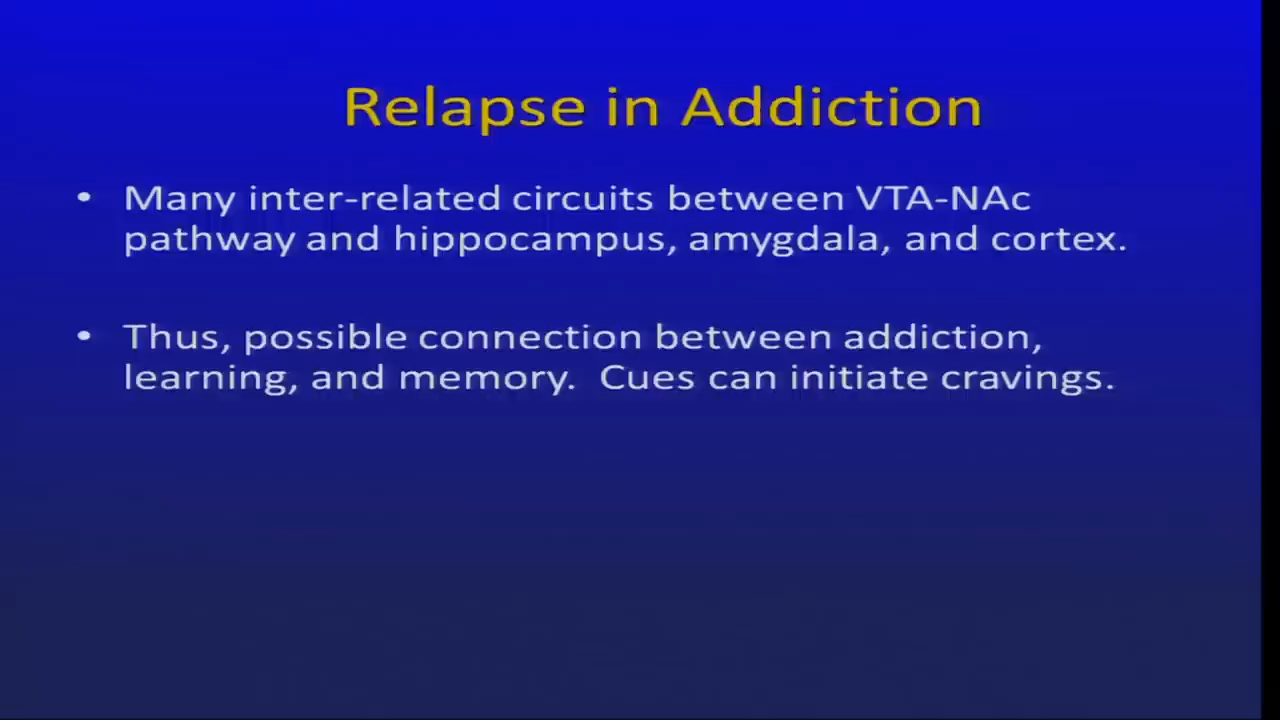 Relapse in Addiction
• Many inter-related circuits between VTA-NAc
pathway and hippocampus, amygdala, and cortex.
• Thus, possible connection between addiction,
learning, and memory.  Cues can initiate cravings.